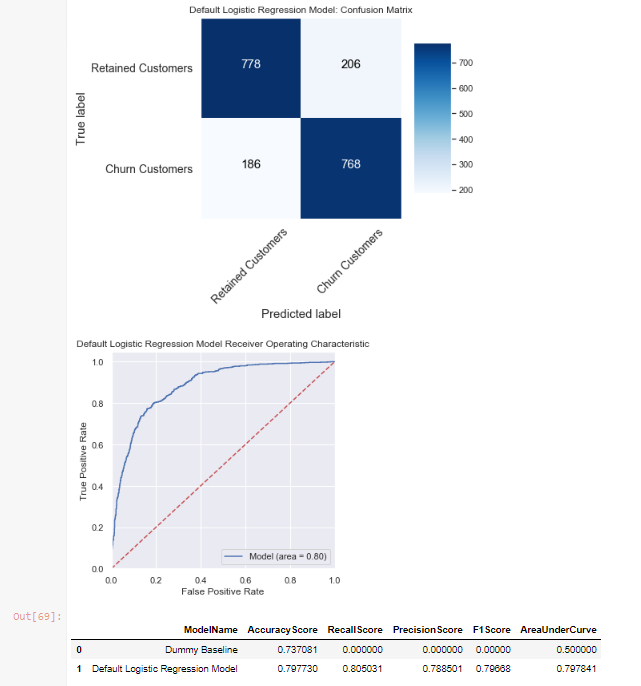 Default Logistic Regression Model: Confusion Matrix
Retained Customers
778
206
Churn Customers
186
768
True label
Retained Customers
Churn Customers
Predicted label
700
600
500
400
300
200
Default Logistic Regression Model Receiver Operating Characteristic
True Positive Rate
1.0
0.8
0.6
0.4
0.2
0.0
0.0 0.2 0.4 0.6 0.8 1.0
False Positive Rate
Model (area = 0.80)
Out[69]:
ModelName AccuracyScore RecallScore PrecisionScore F1Score AreaUnderCurve
0 Dummy Baseline 0.737081 0.000000 0.000000 0.00000 0.500000
1 Default Logistic Regression Model 0.797730 0.805031 0.788501 0.79668 0.797841